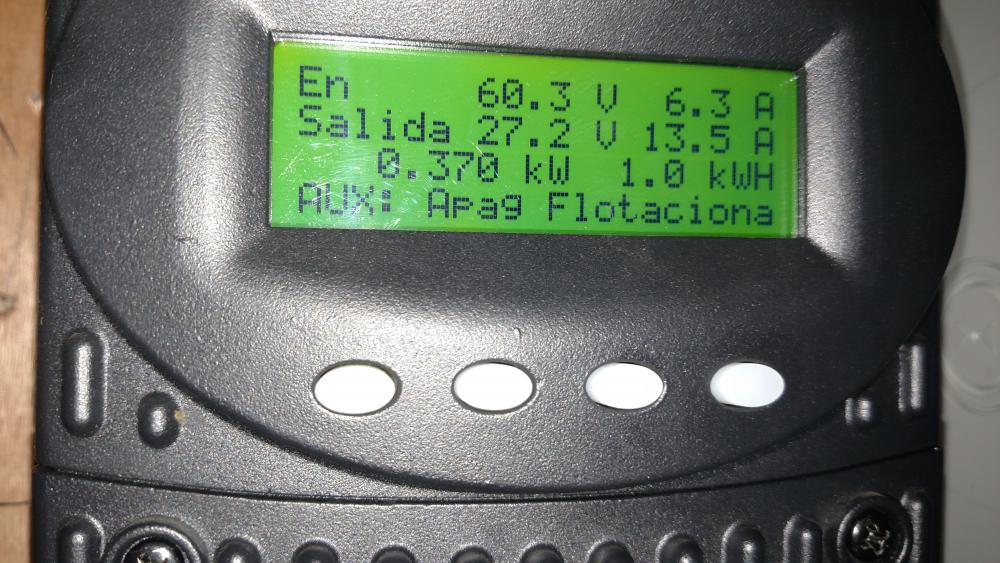 En 60.3 V 6.3 A
Salida 27.2 V 13.5 A
0.370 kW 1.0 kWH
AUX: Apag Flotaciona